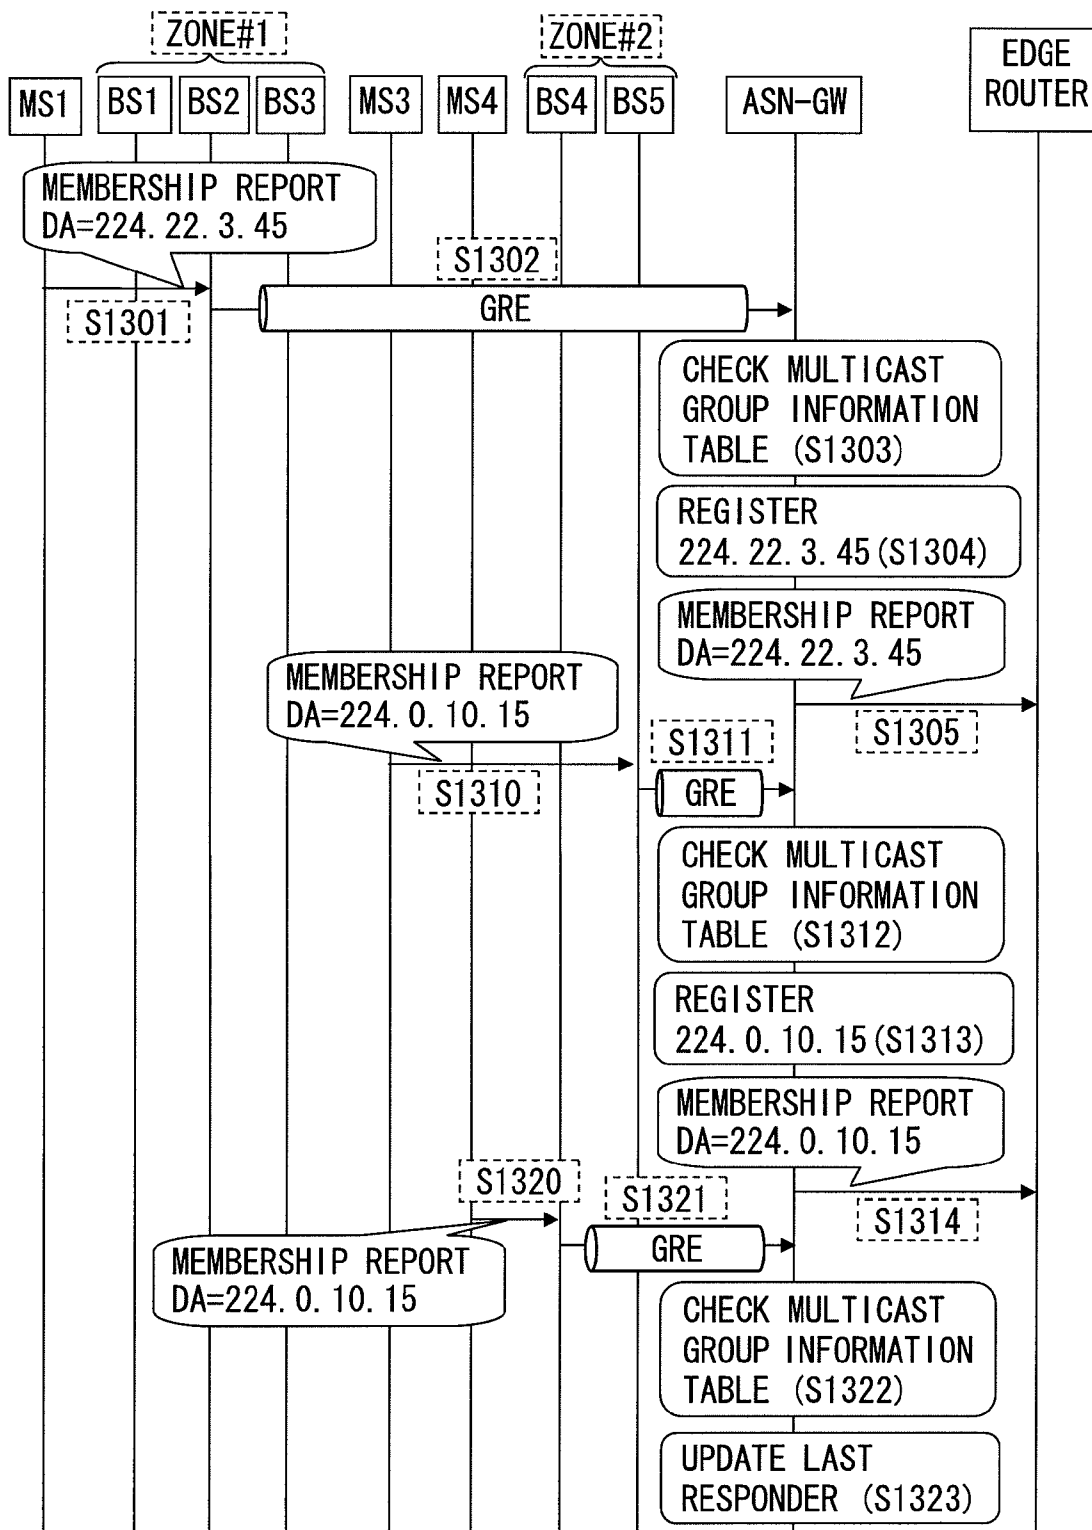 ZONE#1
ZONE#2
EDGE
ROUTER
MS1
BS1
BS2
BS3
MS3
MS4
BS4
BS5
ASN-GW
MEMBERSHIP REPORT
DA=224.22.3.45
S1301
S1302
GRE
CHECK MULTICAST
GROUP INFORMATION
TABLE (S1303)
REGISTER
224.22.3.45(S1304)
MEMBERSHIP REPORT
DA=224.22.3.45
S1305
MEMBERSHIP REPORT
DA=224.0.10.15
S1310
S1311
GRE
CHECK MULTICAST
GROUP INFORMATION
TABLE (S1312)
REGISTER
224.0.10.15(S1313)
MEMBERSHIP REPORT
DA=224.0.10.15
S1314
S1320
MEMBERSHIP REPORT
DA=224.0.10.15
S1321
GRE
CHECK MULTICAST
GROUP INFORMATION
TABLE (S1322)
UPDATE LAST
RESPONDER (S1323)